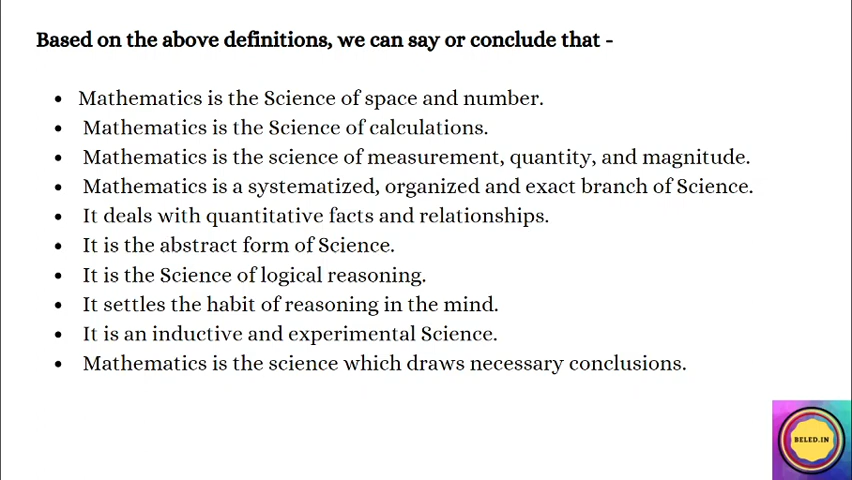 Based on the above definitions, we can say or conclude that -
• Mathematics is the Science of space and number.
• Mathematics is the Science of calculations.
• Mathematics is the science of measurement, quantity, and magnitude.
• Mathematics is a systematized, organized and exact branch of Science.
• It deals with quantitative facts and relationships.
• It is the abstract form of Science.
• It is the Science of logical reasoning.
• It settles the habit of reasoning in the mind.
• It is an inductive and experimental Science.
• Mathematics is the science which draws necessary conclusions.
BELED.IN